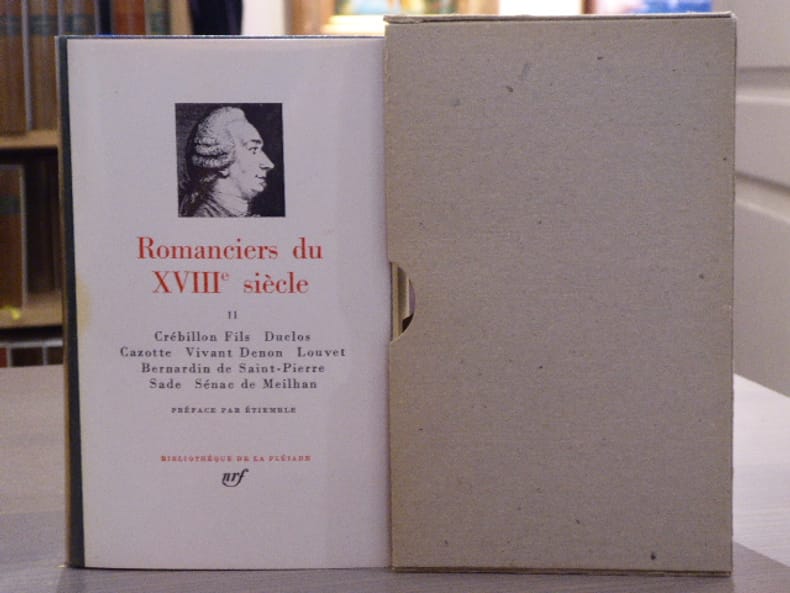 Romanciers du
XVIIIe siècle
II
Crébillon Fils Duclos
Cazotte Vivant Denon Louvet
Bernardin de Saint-Pierre
Sade Sénac de Meilhan
PRÉFACE PAR ÉTIEMBLE
BIBLIOTHÈQUE DE LA PLÉIADE
nrf